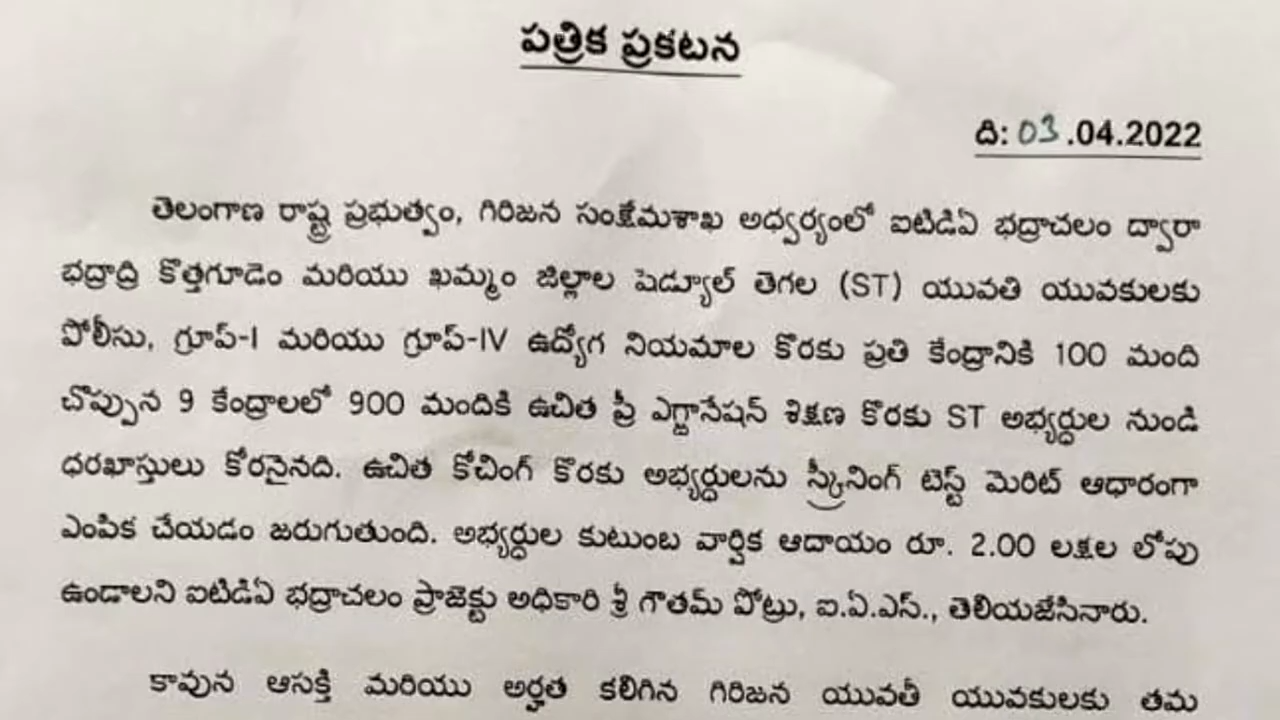 పత్రిక ప్రకటన
ది: 03.04.2022
తెలంగాణ రాష్ట్ర ప్రభుత్వం, గిరిజన సంక్షేమశాఖ అధ్వర్యంలో ఐటిడిఏ భద్రాచలం ద్వారా
భద్రాద్రి కొత్తగూడెం మరియు ఖమ్మం జిల్లాల షెడ్యూల్ తెగల (ST) యువతి యువకులకు
పోలీసు, గ్రూప్-I మరియు గ్రూప్-IV ఉద్యోగ నియమాల కొరకు ప్రతి కేంద్రానికి 100 మంది
చొప్పున 9 కేంద్రాలలో 900 మందికి ఉచిత ప్రీ ఎగ్జానేషన్ శిక్షణ కొరకు ST అభ్యర్ధుల నుండి
ధరఖాస్తులు కోరనైనది. ఉచిత కోచింగ్ కొరకు అభ్యర్ధులను స్క్రీనింగ్ టెస్ట్ మెరిట్ ఆధారంగా
ఎంపిక చేయడం జరుగుతుంది. అభ్యర్ధుల కుటుంబ వార్షిక ఆదాయం రూ. 2.00 లక్షల లోపు
ఉండాలని ఐటిడిఏ భద్రాచలం ప్రాజెక్టు అధికారి శ్రీ గౌతమ్ పోట్రు, ఐ.ఏ.ఎస్., తెలియజేసినారు.
కావున ఆసక్తి మరియు అర్హత కలిగిన గిరిజన యువతీ యువకులకు తమ